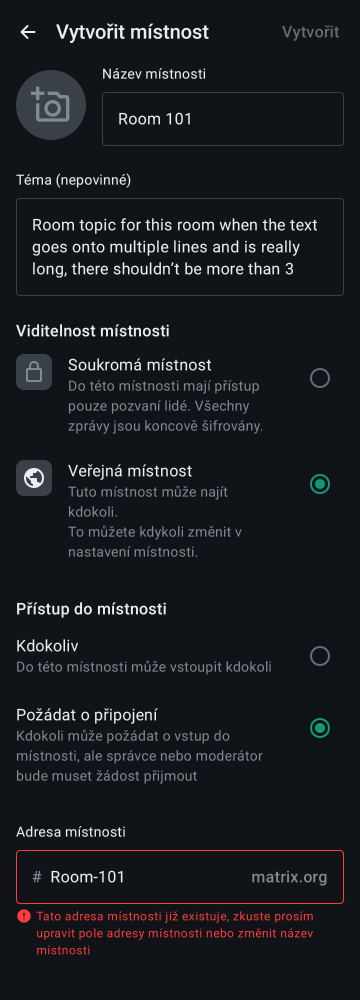 Vytvořit místnost
Vytvořit
Název místnosti
Room 101
Téma (nepovinné)
Room topic for this room when the text
goes onto multiple lines and is really
long, there shouldn’t be more than 3
Viditelnost místnosti
Soukromá místnost
Do této místnosti mají přístup
pouze pozvaní lidé. Všechny
zprávy jsou koncově šifrovány.
Veřejná místnost
Tuto místnost může najít
kdokoli.
To můžete kdykoli změnit v
nastavení místnosti.
Přístup do místnosti
Kdokoliv
Do této místnosti může vstoupit kdokoli
Požádat o připojení
Kdokoli může požádat o vstup do
místnosti, ale správce nebo moderátor
bude muset žádost přijmout
Adresa místnosti
# Room-101 matrix.org
Tato adresa místnosti již existuje, zkuste prosím
upravit pole adresy místnosti nebo změnit název
místnosti